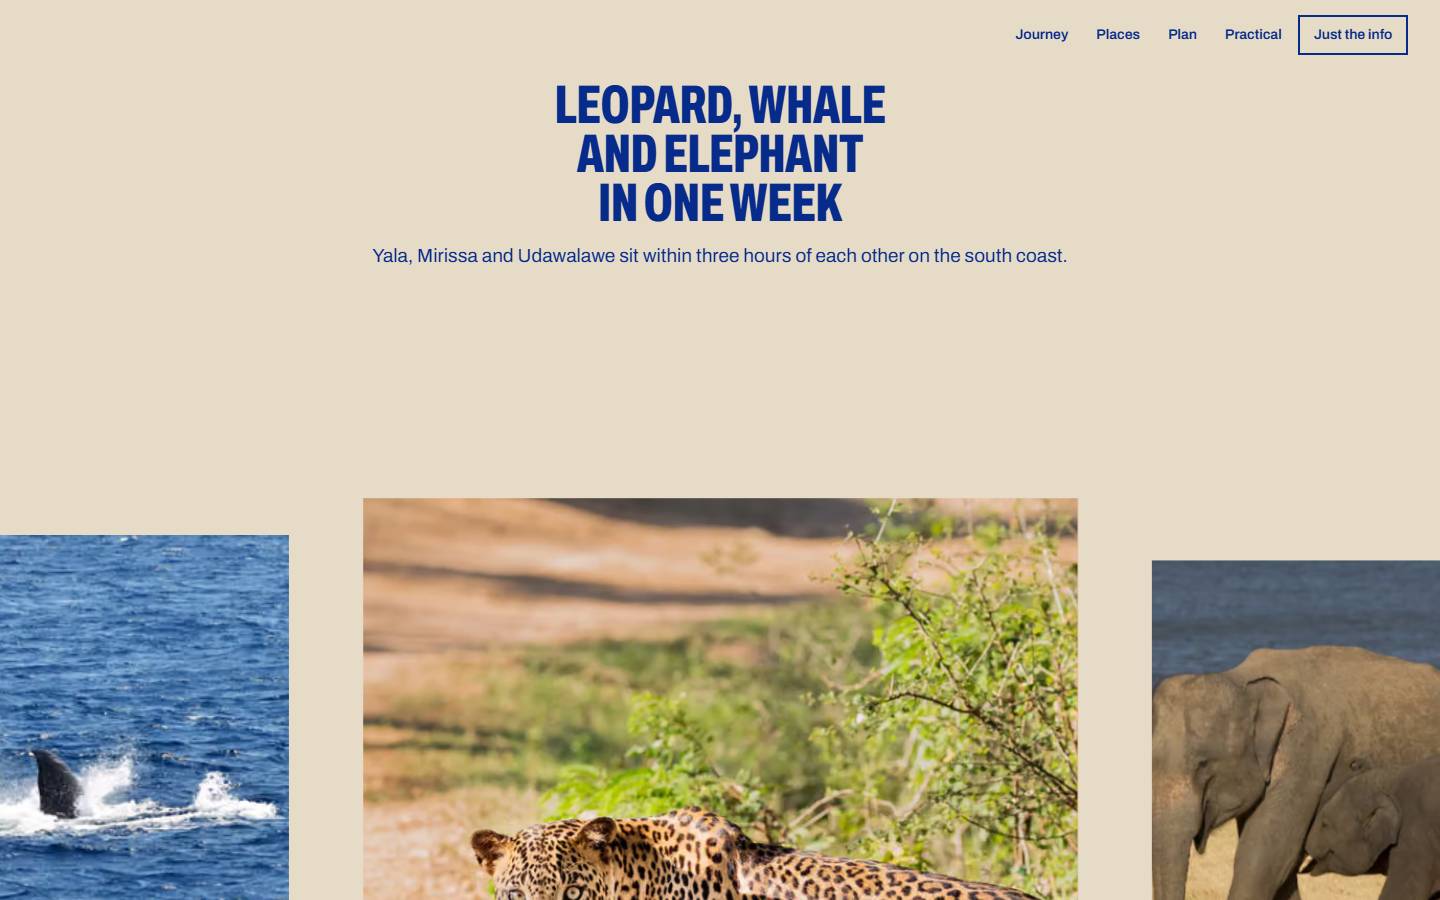 Journey Places Plan Practical Just the info
LEOPARD, WHALE
AND ELEPHANT
IN ONE WEEK
Yala, Mirissa and Udawalawe sit within three hours of each other on the south coast.